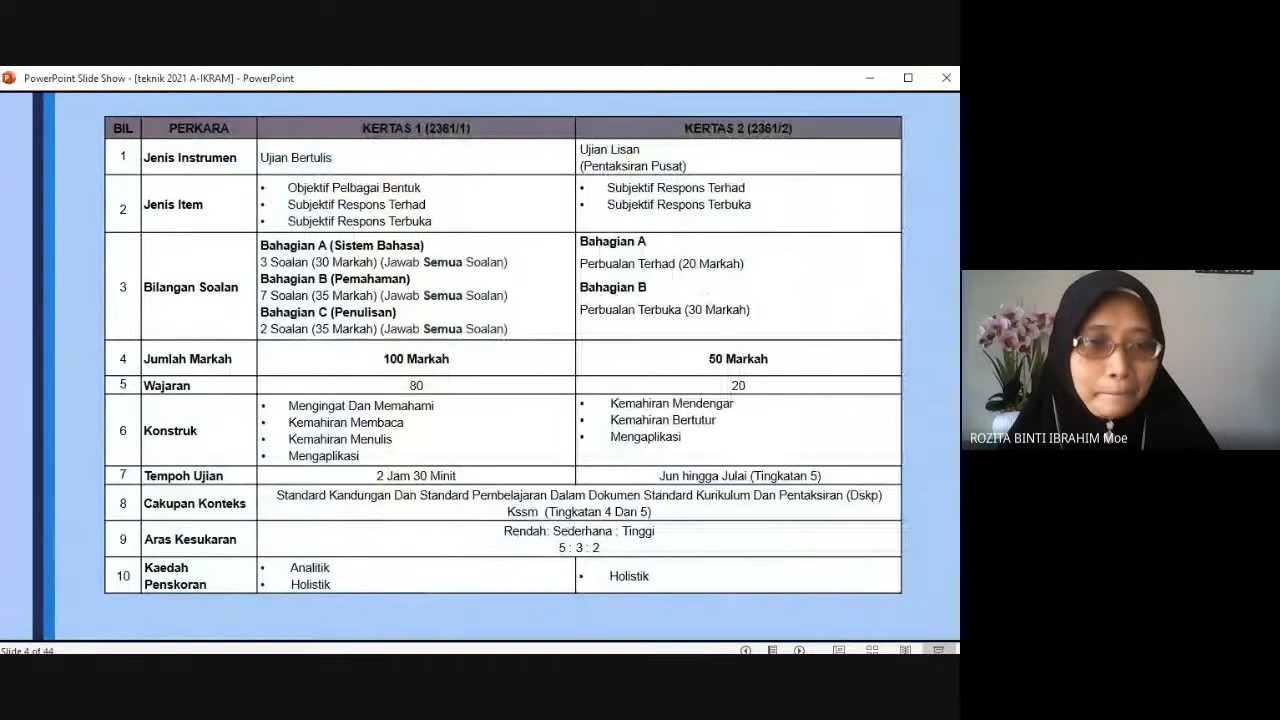 PowerPoint Slide Show - [teknik 2021 A-IKRAM] - PowerPoint
BIL PERKARA KERTAS 1 (2361/1) KERTAS 2 (2361/2)
1 Jenis Instrumen Ujian Bertulis
Ujian Lisan
(Pentaksiran Pusat)
2 Jenis Item
• Objektif Pelbagai Bentuk
• Subjektif Respons Terhad
• Subjektif Respons Terbuka
• Subjektif Respons Terhad
• Subjektif Respons Terbuka
3 Bilangan Soalan
Bahagian A (Sistem Bahasa)
3 Soalan (30 Markah) (Jawab Semua Soalan)
Bahagian B (Pemahaman)
7 Soalan (35 Markah) (Jawab Semua Soalan)
Bahagian C (Penulisan)
2 Soalan (35 Markah) (Jawab Semua Soalan)
Bahagian A
Perbualan Terhad (20 Markah)
Bahagian B
Perbualan Terbuka (30 Markah)
4 Jumlah Markah 100 Markah 50 Markah
5 Wajaran 80 20
6 Konstruk
• Mengingat Dan Memahami
• Kemahiran Membaca
• Kemahiran Menulis
• Mengaplikasi
• Kemahiran Mendengar
• Kemahiran Bertutur
• Mengaplikasi
7 Tempoh Ujian 2 Jam 30 Minit Jun hingga Julai (Tingkatan 5)
8 Cakupan Konteks
Standard Kandungan Dan Standard Pembelajaran Dalam Dokumen Standard Kurikulum Dan Pentaksiran (Dskp)
Kssm (Tingkatan 4 Dan 5)
9 Aras Kesukaran
Rendah: Sederhana : Tinggi
5 : 3 : 2
10 Kaedah
Penskoran
• Analitik
• Holistik
• Holistik
Slide 4 of 44
ROZITA BINTI IBRAHIM Moe